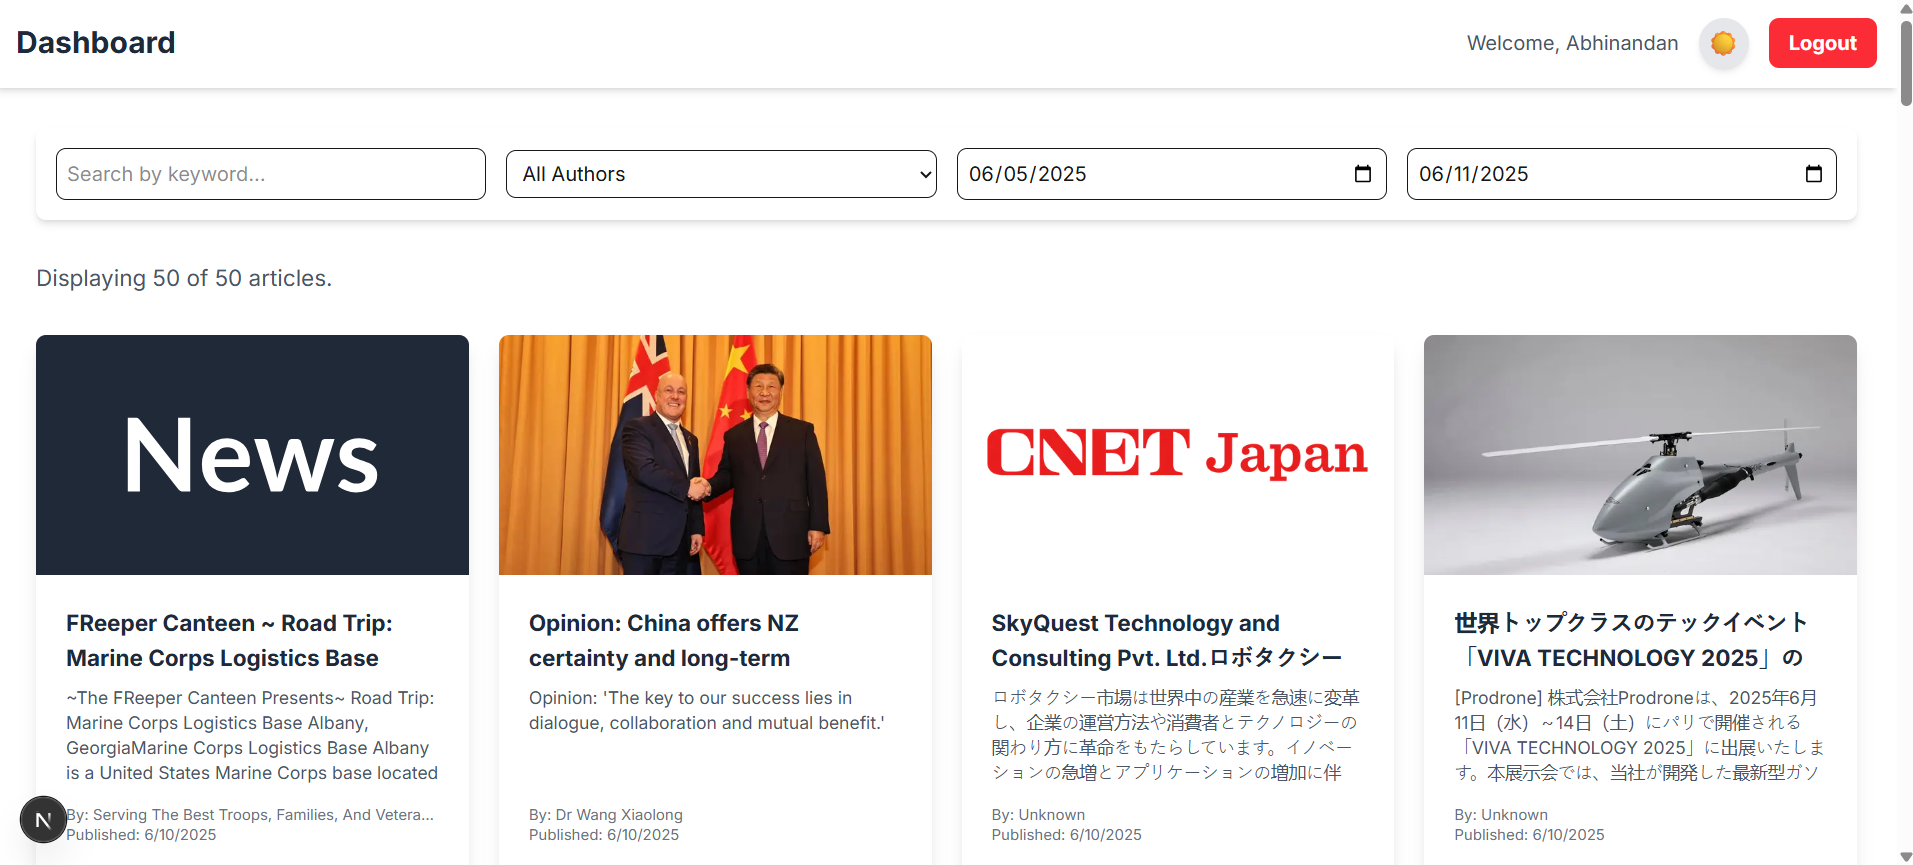 Dashboard
Welcome, Abhinandan
Logout
Search by keyword...
All Authors
06/05/2025
06/11/2025
Displaying 50 of 50 articles.
News
FReeper Canteen ~ Road Trip:
Marine Corps Logistics Base
~The FReeper Canteen Presents~ Road Trip:
Marine Corps Logistics Base Albany,
GeorgiaMarine Corps Logistics Base Albany
is a United States Marine Corps base located
By: Serving The Best Troops, Families, And Vetera...
Published: 6/10/2025
Opinion: China offers NZ
certainty and long-term
Opinion: 'The key to our success lies in
dialogue, collaboration and mutual benefit.'
By: Dr Wang Xiaolong
Published: 6/10/2025
CNET Japan
SkyQuest Technology and
Consulting Pvt. Ltd.ロボタクシー
ロボタクシー市場は世界中の産業を急速に変革
し、企業の運営方法や消費者とテクノロジーの
関わり方に革命をもたらしています。イノベー
ションの急増とアプリケーションの増加に伴
By: Unknown
Published: 6/10/2025
世界トップクラスのテックイベント
「VIVA TECHNOLOGY 2025」の
[Prodrone] 株式会社Prodroneは、2025年6月
11日（水）~14日（土）にパリで開催される
「VIVA TECHNOLOGY 2025」に出展いたしま
す。本展示会では、当社が開発した最新型ガソ
By: Unknown
Published: 6/10/2025
N